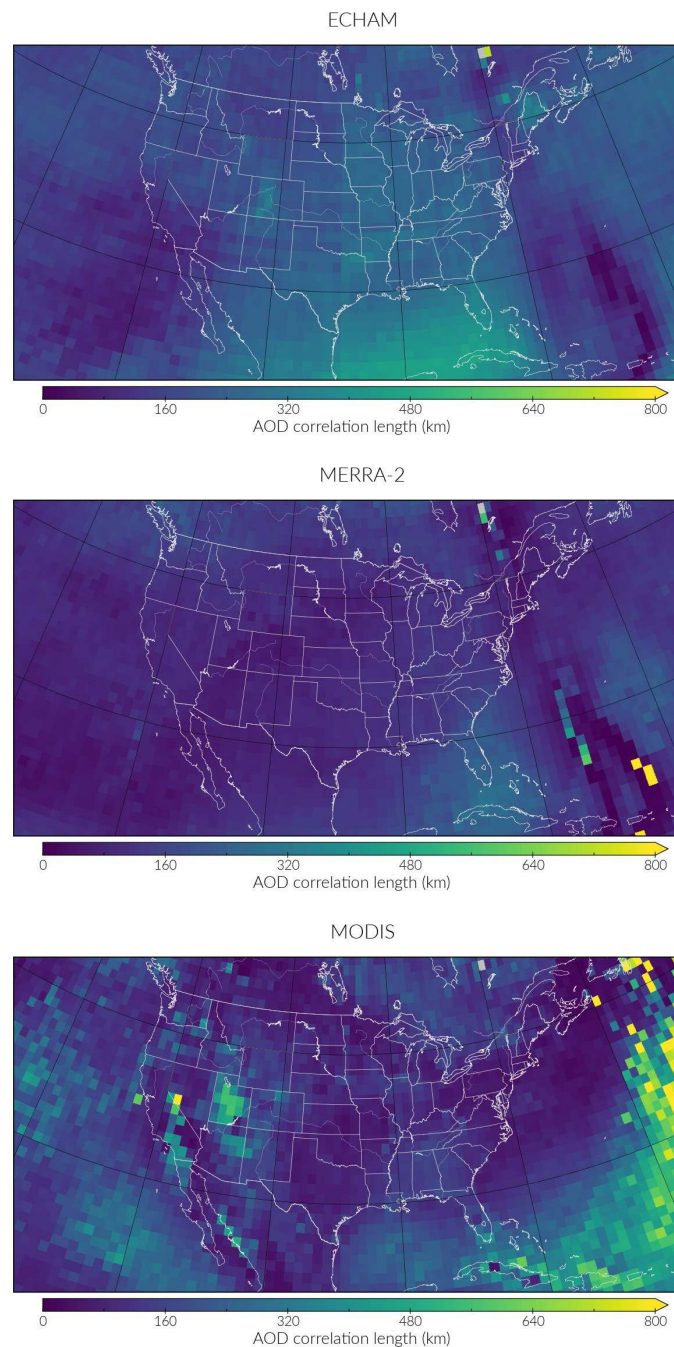 ECHAM
0 160 320 480 640 800
AOD correlation length (km)
MERRA-2
0 160 320 480 640 800
AOD correlation length (km)
MODIS
0 160 320 480 640 800
AOD correlation length (km)